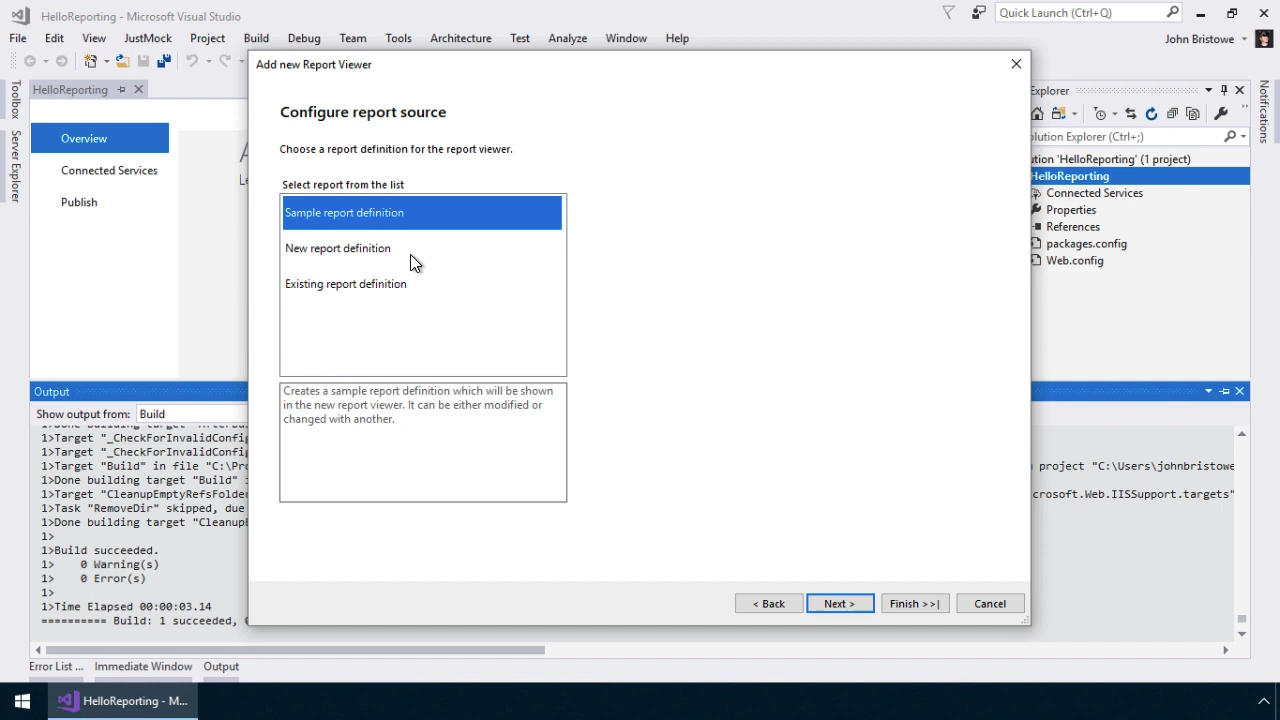 HelloReporting - Microsoft Visual Studio
Quick Launch (Ctrl+Q)
File Edit View JustMock Project Build Debug Team Tools Architecture Test Analyze Window Help
John Bristowe
Toolbox
Server Explorer
HelloReporting
Overview
Connected Services
Publish
Add new Report Viewer
Configure report source
Choose a report definition for the report viewer.
Select report from the list
Sample report definition
New report definition
Existing report definition
Creates a sample report definition which will be shown
in the new report viewer. It can be either modified or
changed with another.
< Back
Next >
Finish >>|
Cancel
Explorer
olution Explorer (Ctrl+;)
ution 'HelloReporting' (1 project)
HelloReporting
Connected Services
Properties
References
packages.config
Web.config
Notifications
Output
Show output from: Build
1>Target "_CheckForInvalidConfig
1>Target "_CheckForInvalidConfig
1>Target "Build" in file "C:\Pro
project "C:\Users\johnbristowe
1>Done building target "Build"
1>Target "CleanupEmptyRefsFolder
crosoft.Web.IISSupport.targets"
1>Task "RemoveDir" skipped, due
1>Done building target "CleanupE
1>
1>Build succeeded.
1> 0 Warning(s)
1> 0 Error(s)
1>
1>Time Elapsed 00:00:03.14
========== Build: 1 succeeded,
Error List ... Immediate Window Output
HelloReporting - M...